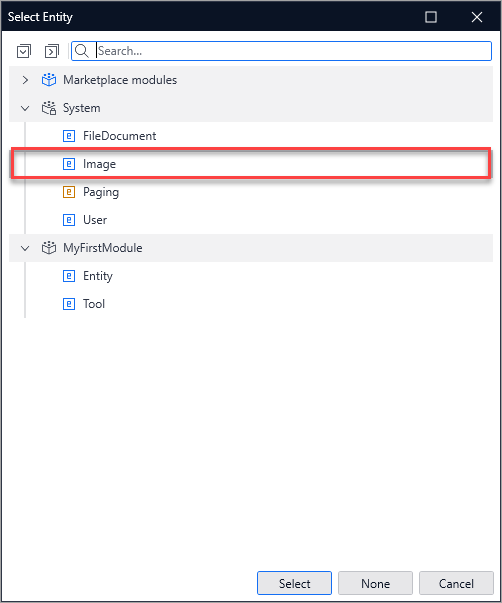 Select Entity
Search...
Marketplace modules
System
FileDocument
Image
Paging
User
MyFirstModule
Entity
Tool
Select None Cancel